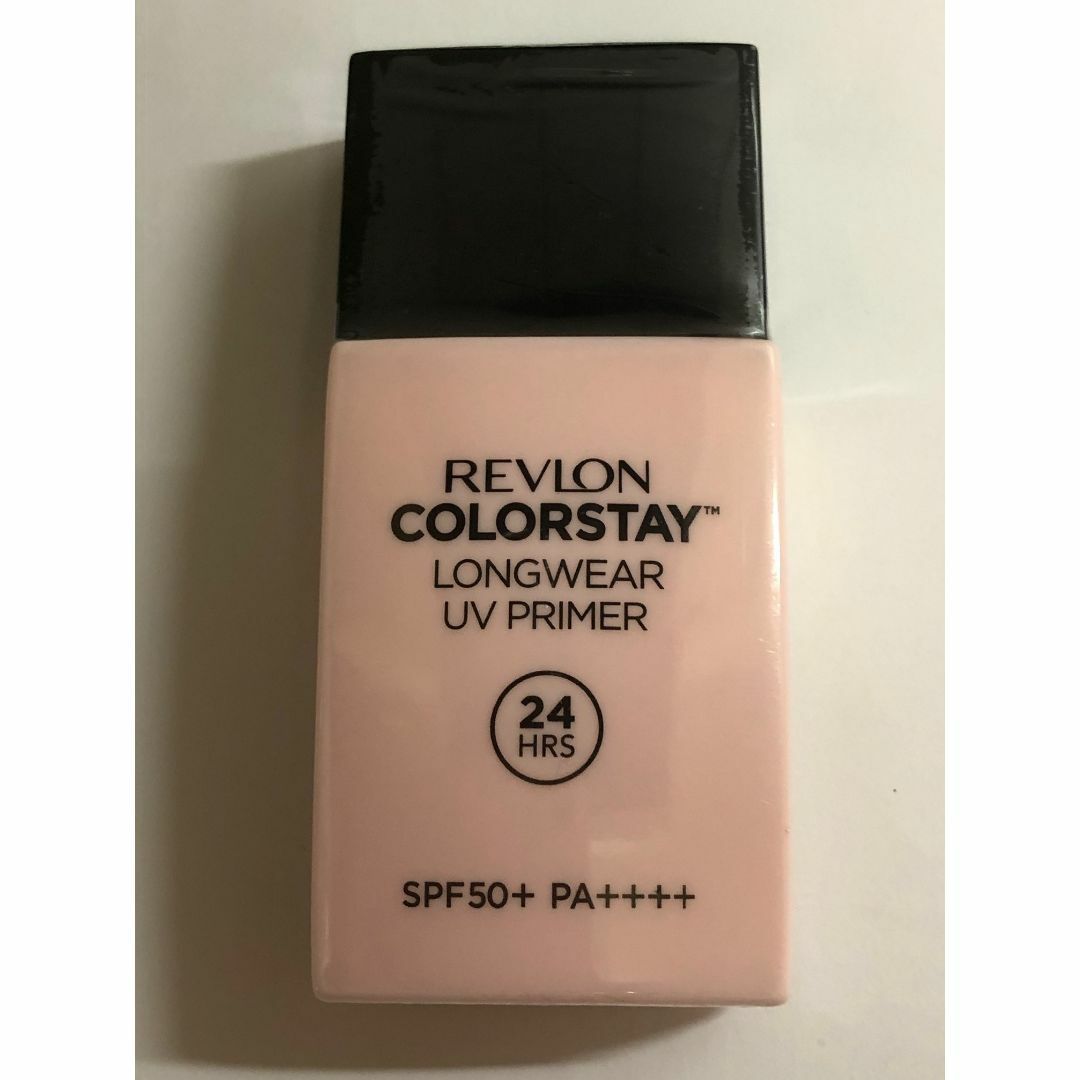 REVLON
COLORSTAY™
LONGWEAR
UV PRIMER
24
HRS
SPF50+ PA++++